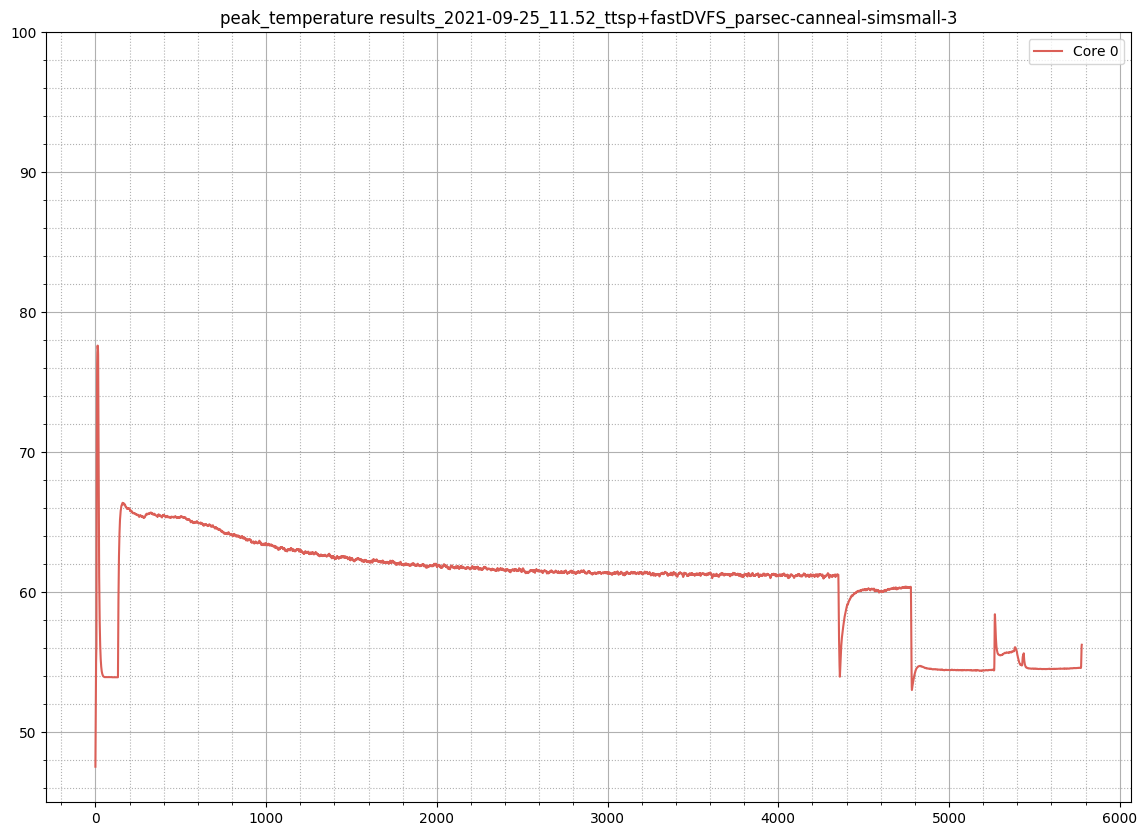 peak_temperature results_2021-09-25_11.52_ttsp+fastDVFS_parsec-canneal-simsmall-3
Core 0
100
90
80
70
60
50
0 1000 2000 3000 4000 5000 6000